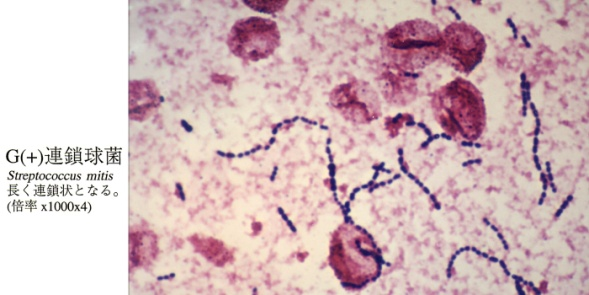 G(+)連鎖球菌
Streptococcus mitis
長く連鎖状となる。
(倍率 x1000x4)